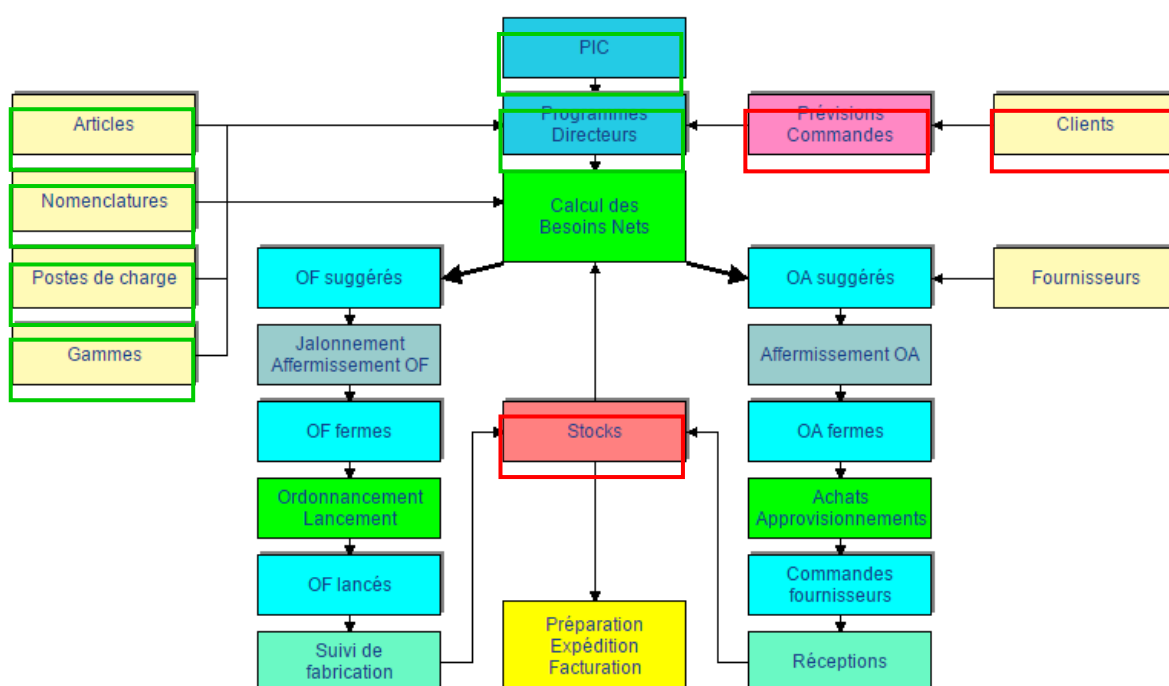 PIC
Articles
Programmes
Directeurs
Prévisions
Commandes
Clients
Nomenclatures
Calcul des
Besoins Nets
Postes de charge
OF suggérés
OA suggérés
Fournisseurs
Gammes
Jalonnement
Affermissement OF
Affermissement OA
OF fermes
Stocks
OA fermes
Ordonnancement
Lancement
Achats
Approvisionnements
OF lancés
Commandes
fournisseurs
Suivi de
fabrication
Préparation
Expédition
Facturation
Réceptions